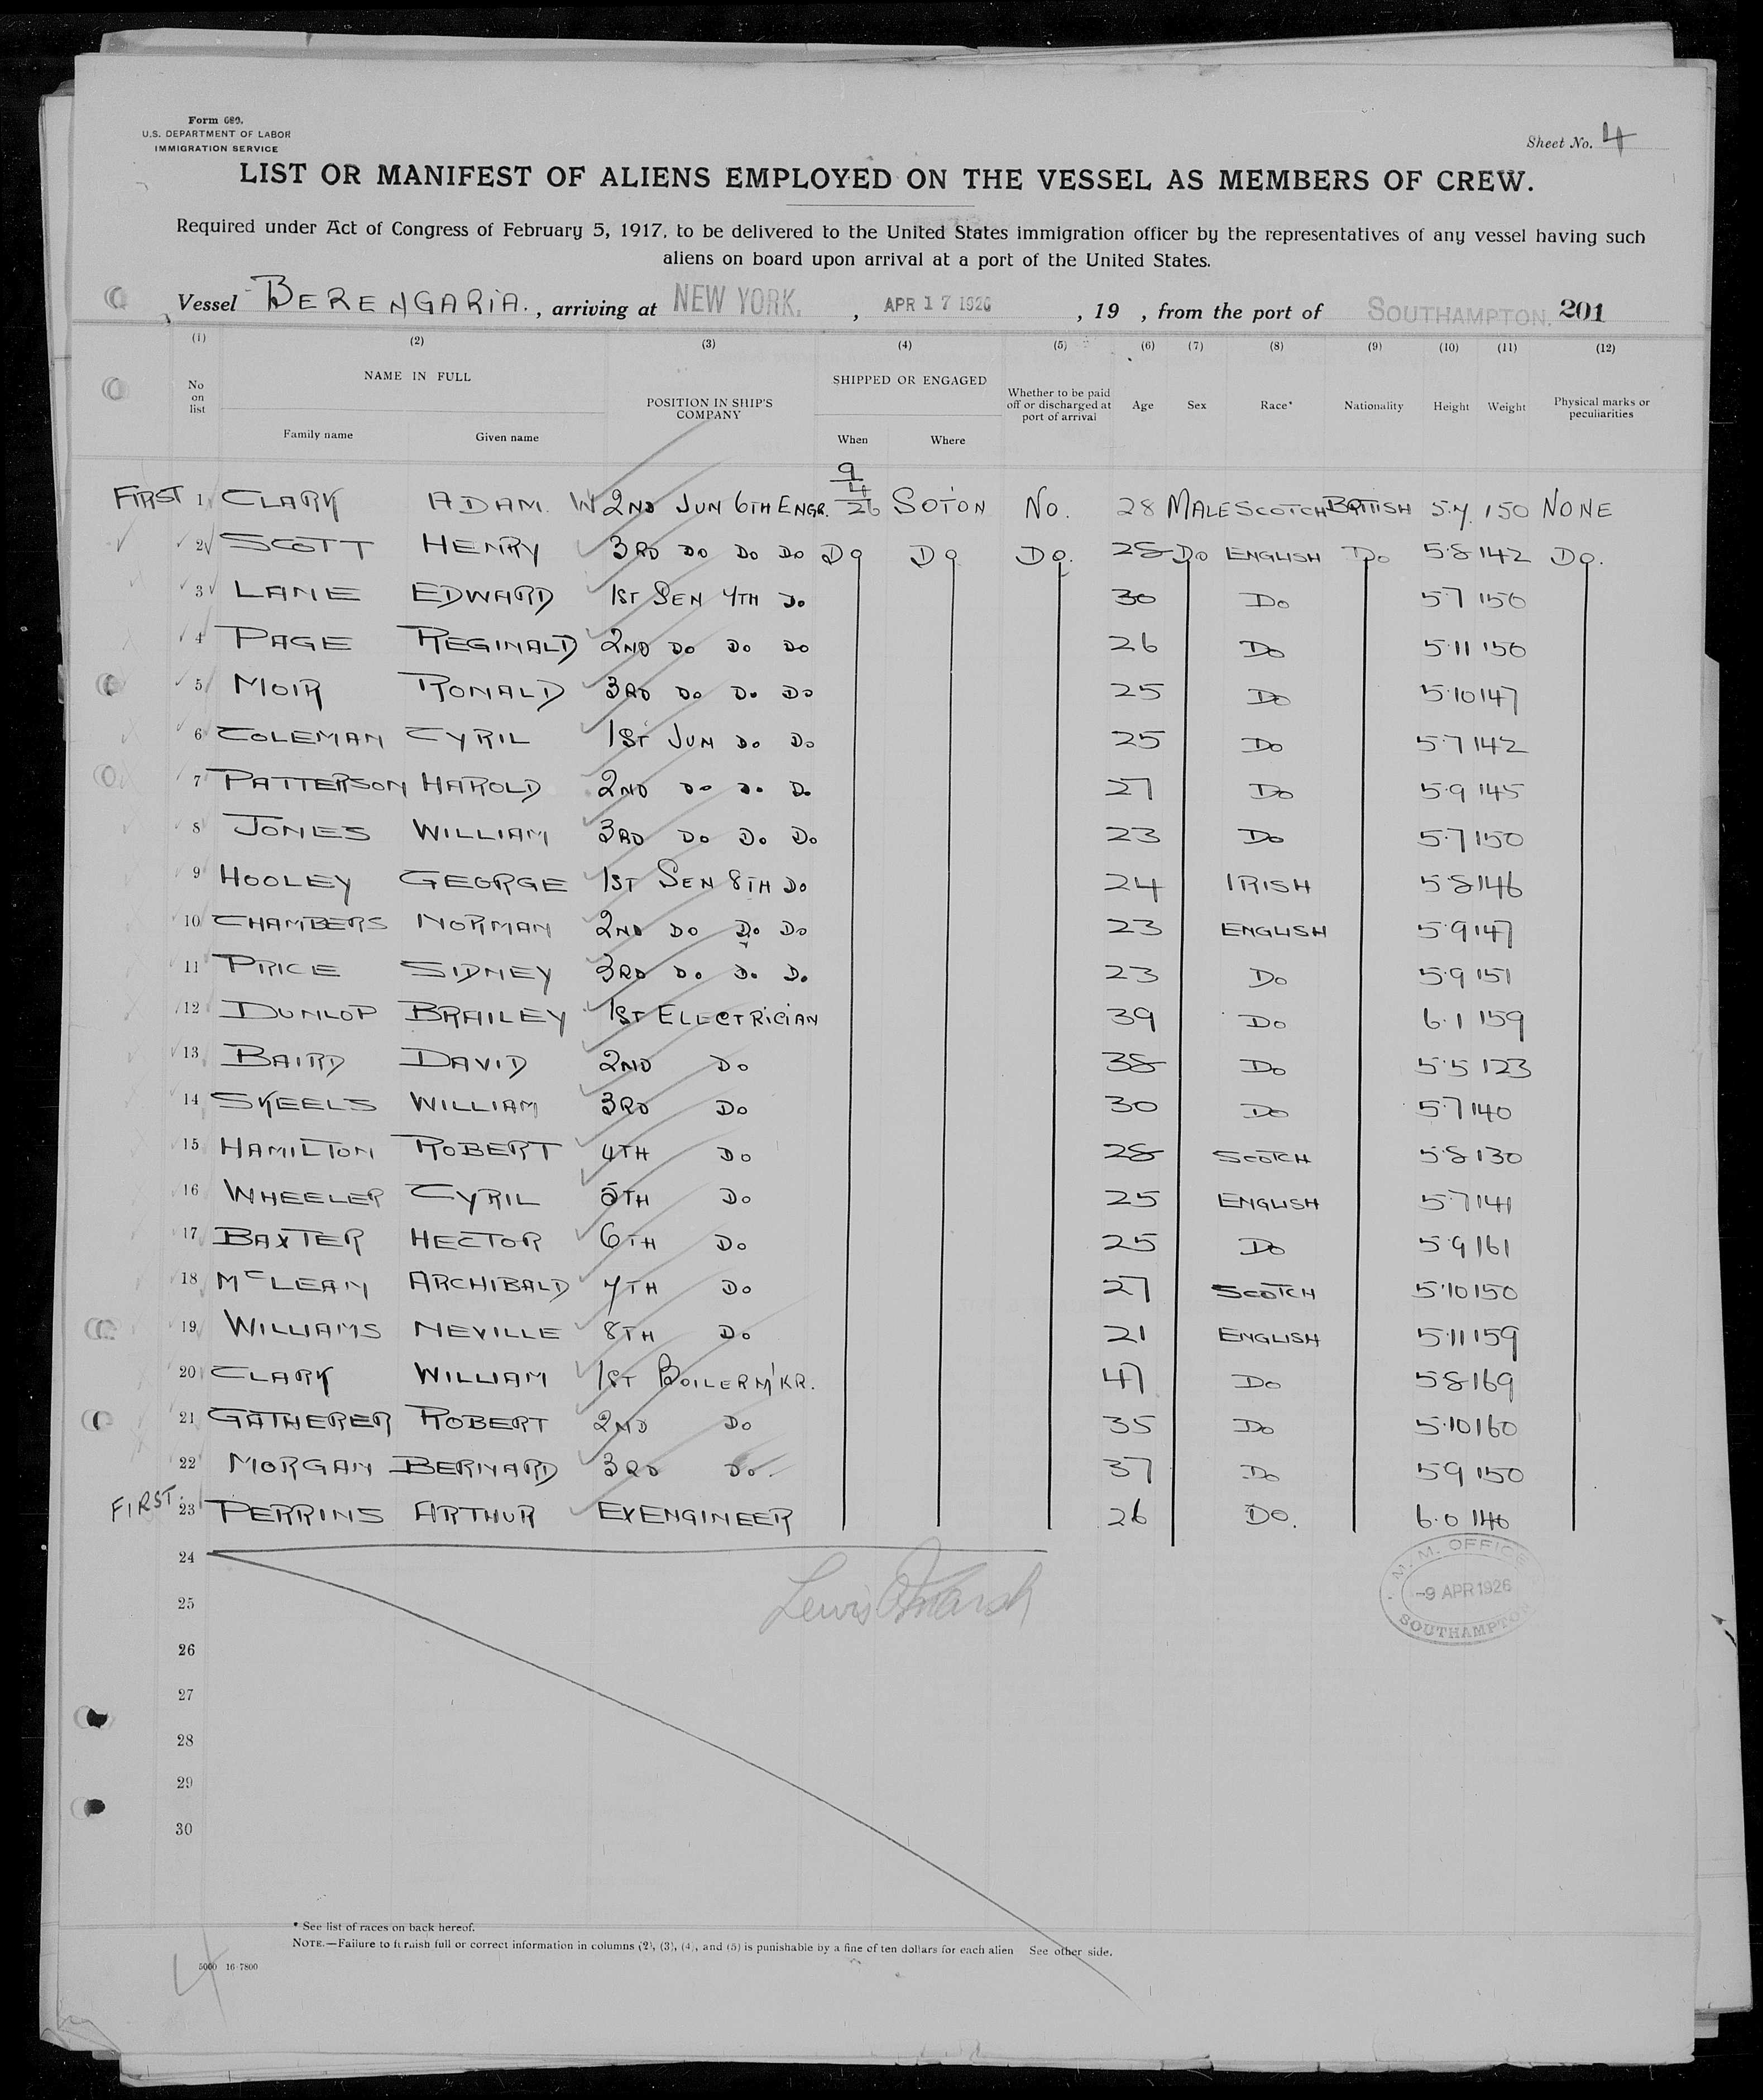 Form 689.
U.S. DEPARTMENT OF LABOR
IMMIGRATION SERVICE
Sheet No. 4
LIST OR MANIFEST OF ALIENS EMPLOYED ON THE VESSEL AS MEMBERS OF CREW.
Required under Act of Congress of February 5, 1917, to be delivered to the United States immigration officer by the representatives of any vessel having such
aliens on board upon arrival at a port of the United States.
Vessel BERENGARIA., arriving at NEW YORK, , APR 17 1926 , 19 , from the port of SOUTHAMPTON. 201
(1) (2) (3) (4) (5) (6) (7) (8) (9) (10) (11) (12)
No on list NAME IN FULL Family name Given name POSITION IN SHIP'S COMPANY SHIPPED OR ENGAGED When Where Whether to be paid off or discharged at port of arrival Age Sex Race* Nationality Height Weight Physical marks or peculiarities
FIRST 1 CLARK ADAM. W 2ND JUN 6TH ENGR. 9/4/26 SOTON NO. 28 MALE SCOTCH BRITISH 5.7. 150 NONE
2 SCOTT HENRY 3RD DO DO DO DO DO DO. 28 DO ENGLISH DO 5.8 142 DO.
3 LANE EDWARD 1ST SEN 7TH DO 30 DO 5.7 150
4 PAGE REGINALD 2ND DO DO DO 26 DO 5.11 150
5 MOIR RONALD 3RD DO DO DO 25 DO 5.10 147
6 COLEMAN CYRIL 1ST JUN DO DO 25 DO 5.7 142
7 PATTERSON HAROLD 2ND DO DO DO 27 DO 5.9 145
8 JONES WILLIAM 3RD DO DO DO 23 DO 5.7 150
9 HOOLEY GEORGE 1ST SEN 8TH DO 24 IRISH 5.8 146
10 CHAMBERS NORMAN 2ND DO DO DO 23 ENGLISH 5.9 147
11 PRICE SIDNEY 3RD DO DO DO 23 DO 5.9 151
12 DUNLOP BRAILEY 1ST ELECTRICIAN 39 DO 6.1 159
13 BAIRD DAVID 2ND DO 38 DO 5.5 123
14 SKEELS WILLIAM 3RD DO 30 DO 5.7 140
15 HAMILTON ROBERT 4TH DO 28 SCOTCH 5.8 130
16 WHEELER CYRIL 5TH DO 25 ENGLISH 5.7 141
17 BAXTER HECTOR 6TH DO 25 DO 5.9 161
18 McLEAN ARCHIBALD 7TH DO 27 SCOTCH 5.10 150
19 WILLIAMS NEVILLE 8TH DO 21 ENGLISH 5.11 159
20 CLARK WILLIAM 1ST BOILERM'KR. 47 DO 5.8 169
21 GATHERER ROBERT 2ND DO 35 DO 5.10 160
22 MORGAN BERNARD 3RD DO. 37 DO 5.9 150
FIRST. 23 PERRINS ARTHUR EXENGINEER 26 DO. 6.0 140
24
25
26
27
28
29
30
M. M. OFFICE
-9 APR 1926
SOUTHAMPTON
* See list of races on back hereof.
NOTE.—Failure to furnish full or correct information in columns (2), (3), (4), and (5) is punishable by a fine of ten dollars for each alien See other side.
5000 16-7800